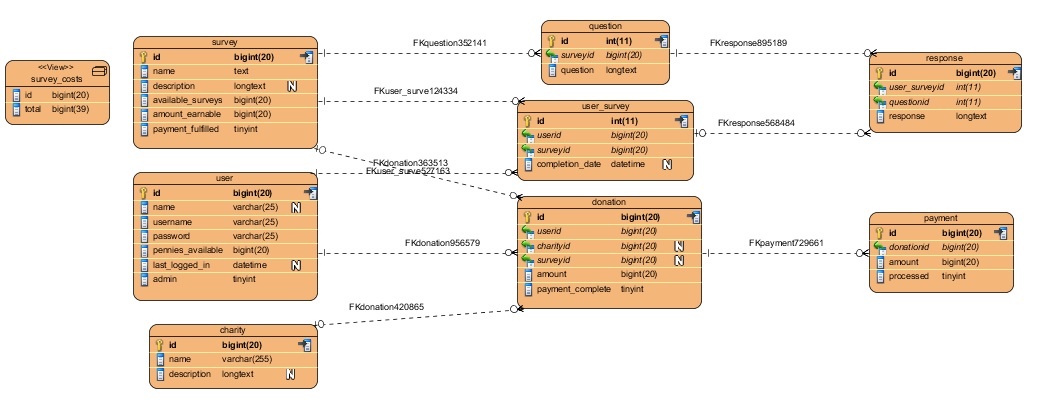 <<View>>
survey_costs
id bigint(20)
total bigint(39)
survey
id bigint(20)
name text
description longtext N
available_surveys bigint(20)
amount_earnable bigint(20)
payment_fulfilled tinyint
user
id bigint(20)
name varchar(25) N
username varchar(25)
password varchar(25)
pennies_available bigint(20)
last_logged_in datetime N
admin tinyint
charity
id bigint(20)
name varchar(255)
description longtext N
FKquestion352141
FKuser_surve124334
FKdonation363513
FKuser_surve527163
FKdonation956579
FKdonation420865
question
id int(11)
surveyid bigint(20)
question longtext
user_survey
id int(11)
userid bigint(20)
surveyid bigint(20)
completion_date datetime N
donation
id bigint(20)
userid bigint(20)
charityid bigint(20) N
surveyid bigint(20) N
amount bigint(20)
payment_complete tinyint
FKresponse895189
FKresponse568484
FKpayment729661
response
id bigint(20)
user_surveyid int(11)
questionid int(11)
response longtext
payment
id bigint(20)
donationid bigint(20)
amount bigint(20)
processed tinyint